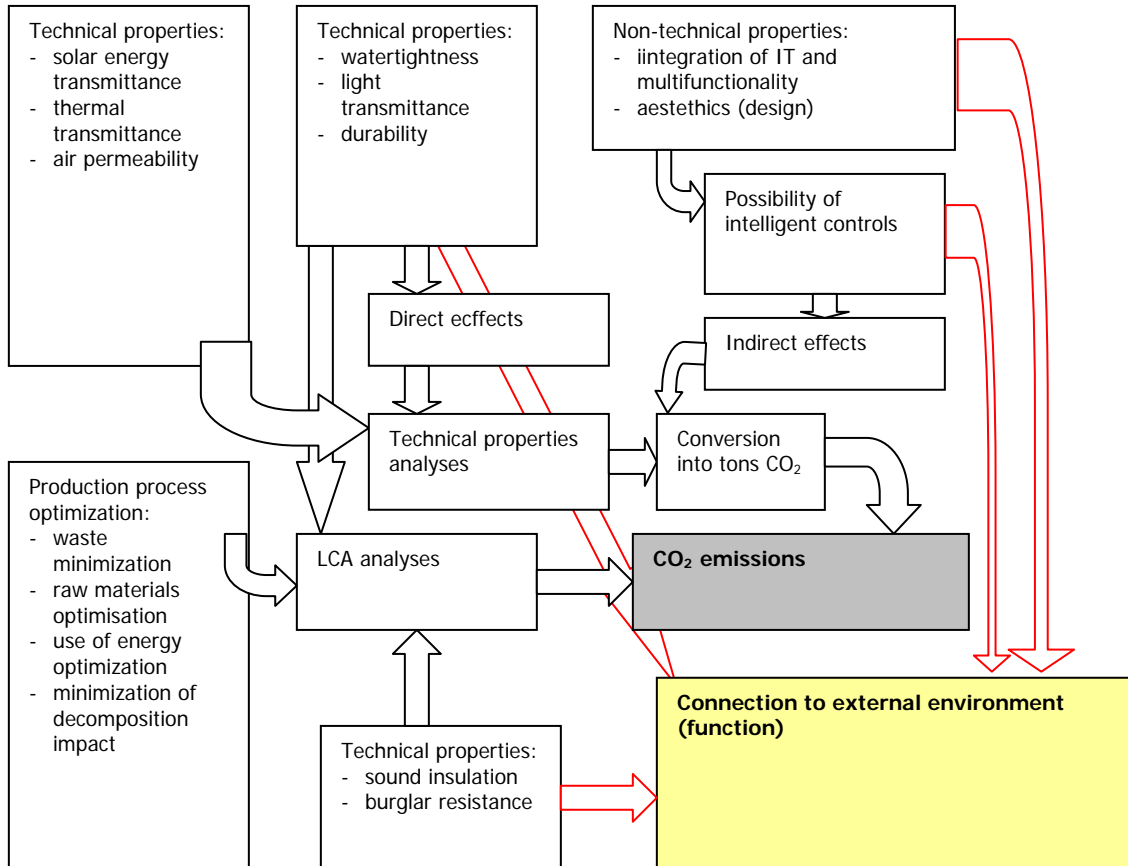 Technical properties:
- solar energy
transmittance
- thermal
transmittance
- air permeability
Technical properties:
- watertightness
- light
transmittance
- durability
Non-technical properties:
- iintegration of IT and
multifunctionality
- aestethics (design)
Possibility of
intelligent controls
Direct ecffects
Indirect effects
Technical properties
analyses
Conversion
into tons CO₂
Production process
optimization:
- waste
minimization
- raw materials
optimisation
- use of energy
optimization
- minimization of
decomposition
impact
LCA analyses
CO₂ emissions
Connection to external environment
(function)
Technical properties:
- sound insulation
- burglar resistance